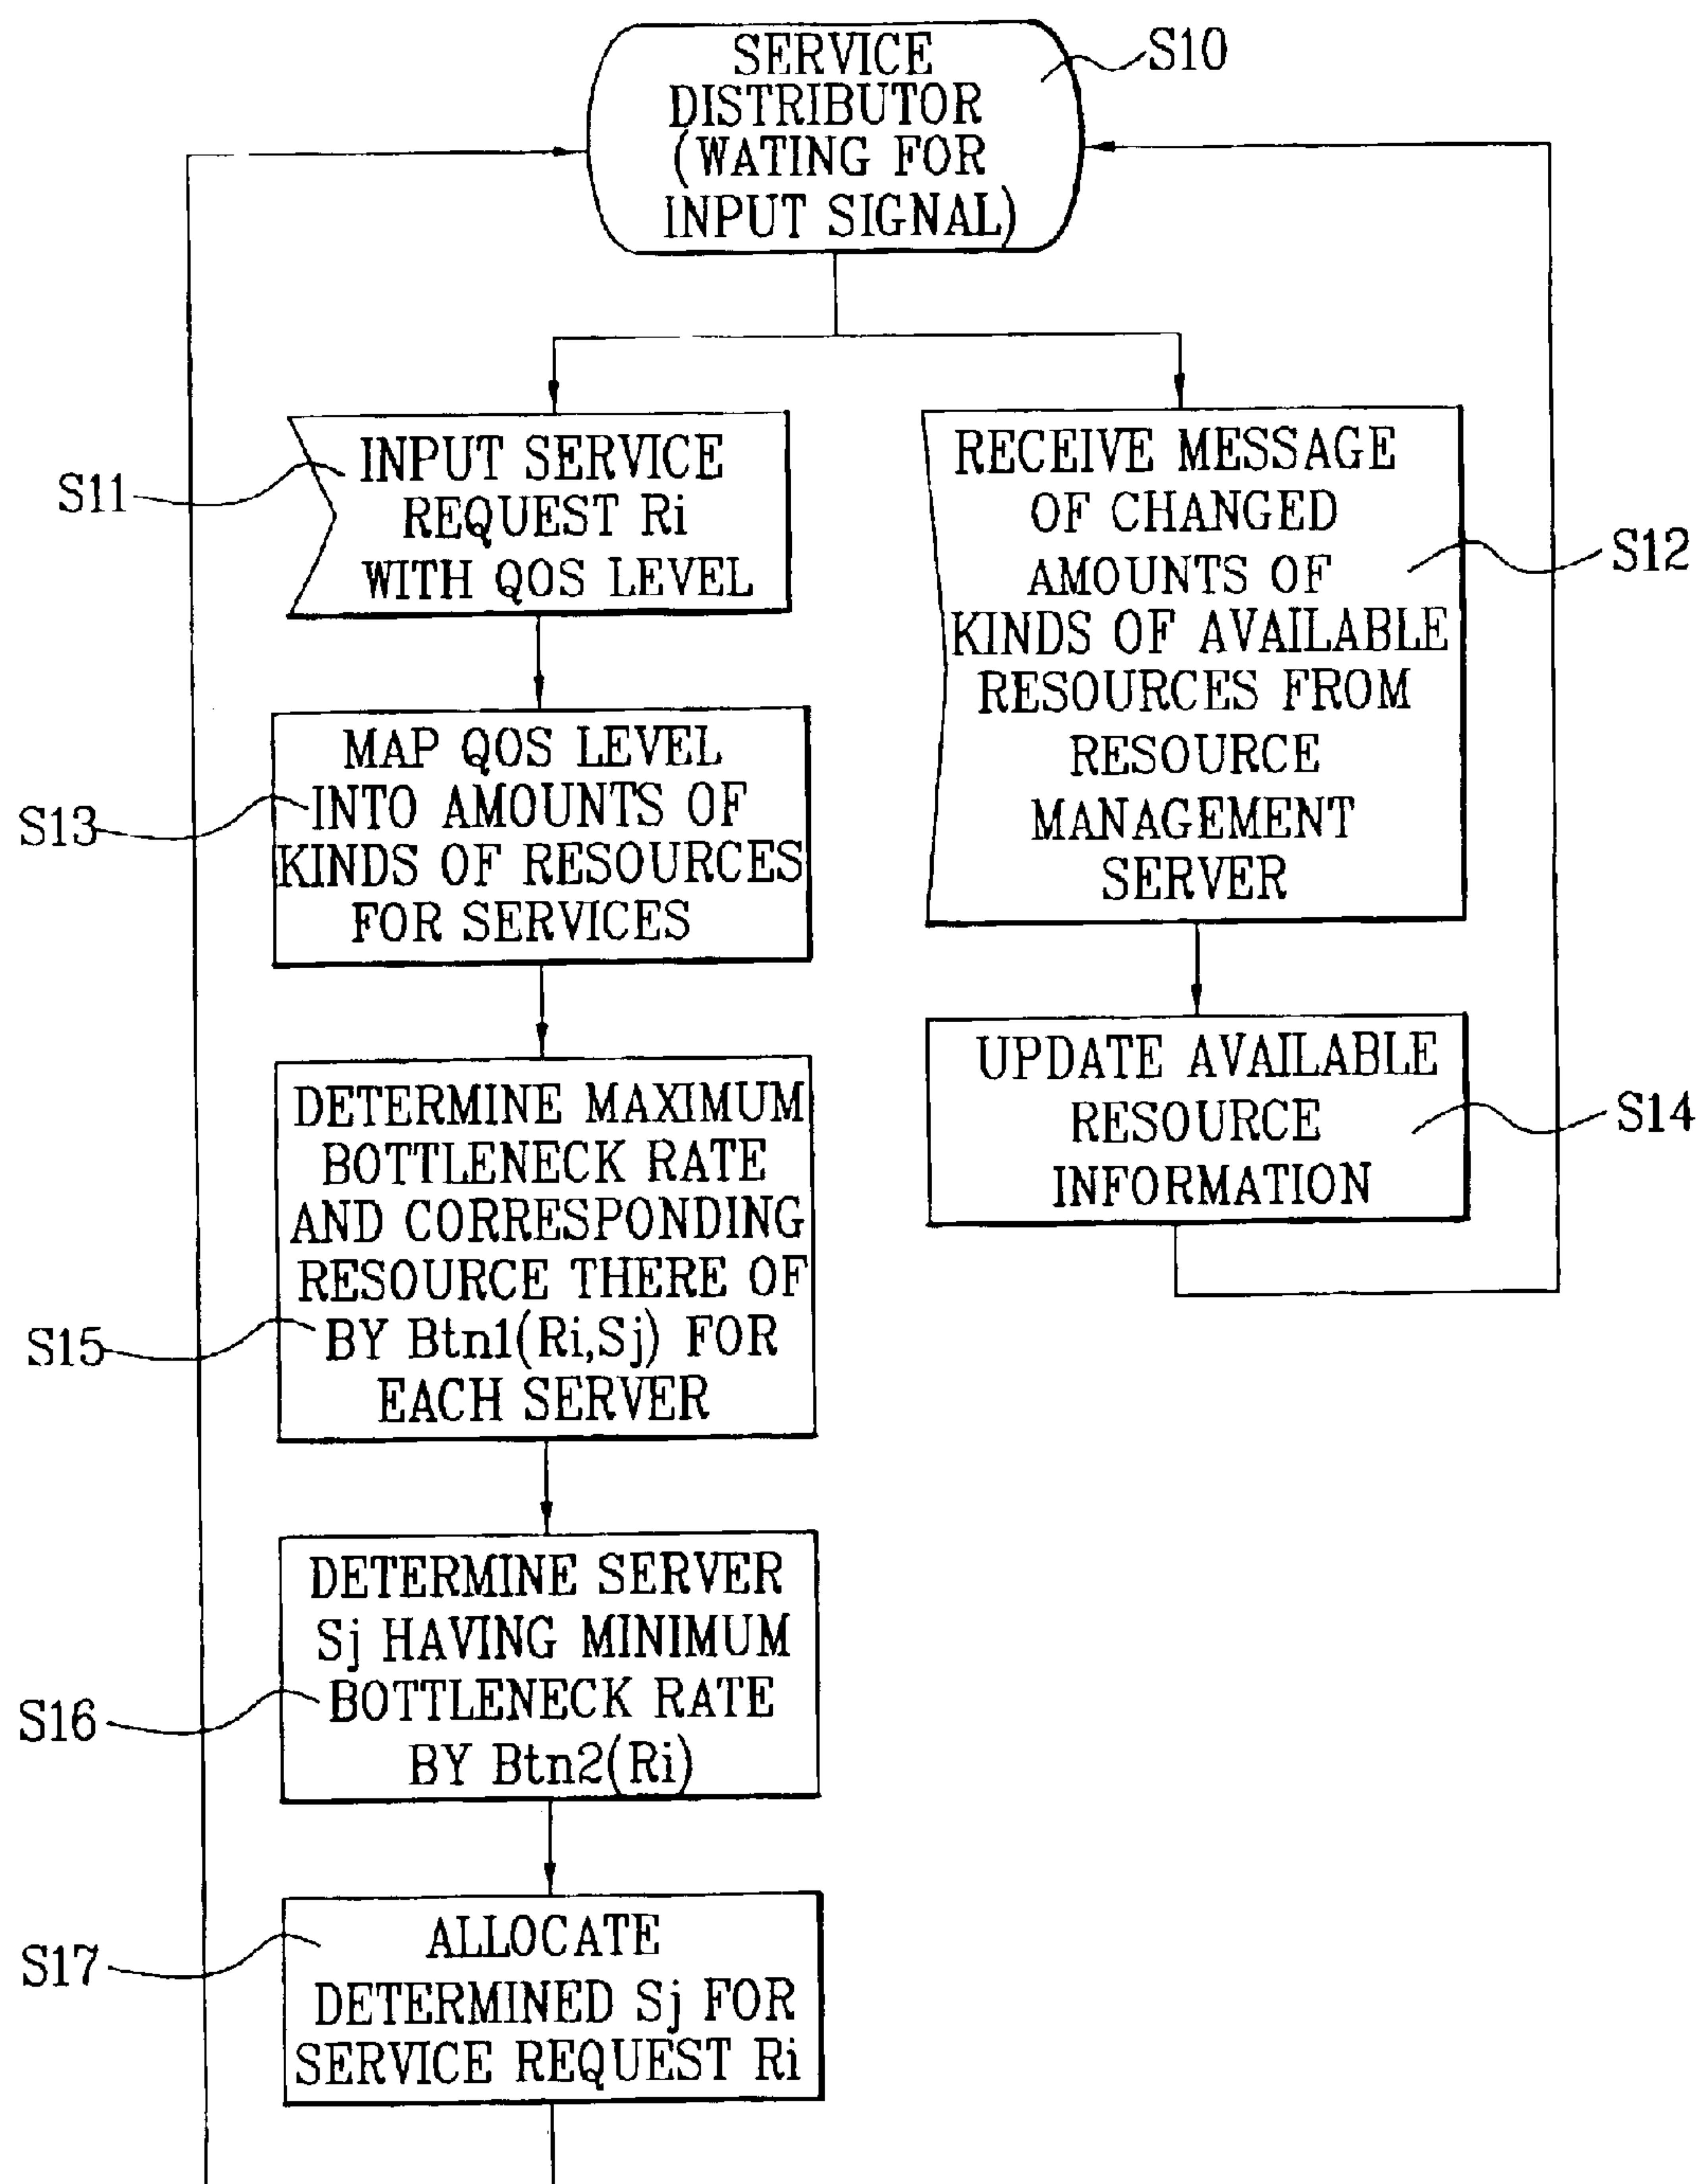 SERVICE
DISTRIBUTOR
(WATING FOR
INPUT SIGNAL)
S10
INPUT SERVICE
REQUEST Ri
WITH QOS LEVEL
S11
RECEIVE MESSAGE
OF CHANGED
AMOUNTS OF
KINDS OF AVAILABLE
RESOURCES FROM
RESOURCE
MANAGEMENT
SERVER
S12
MAP QOS LEVEL
INTO AMOUNTS OF
KINDS OF RESOURCES
FOR SERVICES
S13
UPDATE AVAILABLE
RESOURCE
INFORMATION
S14
DETERMINE MAXIMUM
BOTTLENECK RATE
AND CORRESPONDING
RESOURCE THERE OF
BY Btn1(Ri,Sj) FOR
EACH SERVER
S15
DETERMINE SERVER
Sj HAVING MINIMUM
BOTTLENECK RATE
BY Btn2(Ri)
S16
ALLOCATE
DETERMINED Sj FOR
SERVICE REQUEST Ri
S17